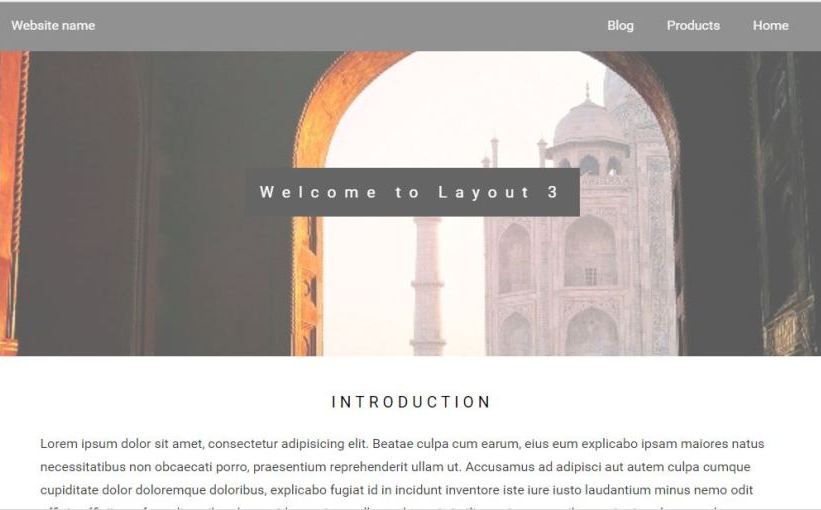 Website name
Blog Products Home
Welcome to Layout 3
INTRODUCTION
Lorem ipsum dolor sit amet, consectetur adipisicing elit. Beatae culpa cum earum, eius eum explicabo ipsam maiores natus
necessitatibus non obcaecati porro, praesentium reprehenderit ullam ut. Accusamus ad adipisci aut autem culpa cumque
cupiditate dolor doloremque doloribus, explicabo fugiat id in incidunt inventore iste iure iusto laudantium minus nemo odit